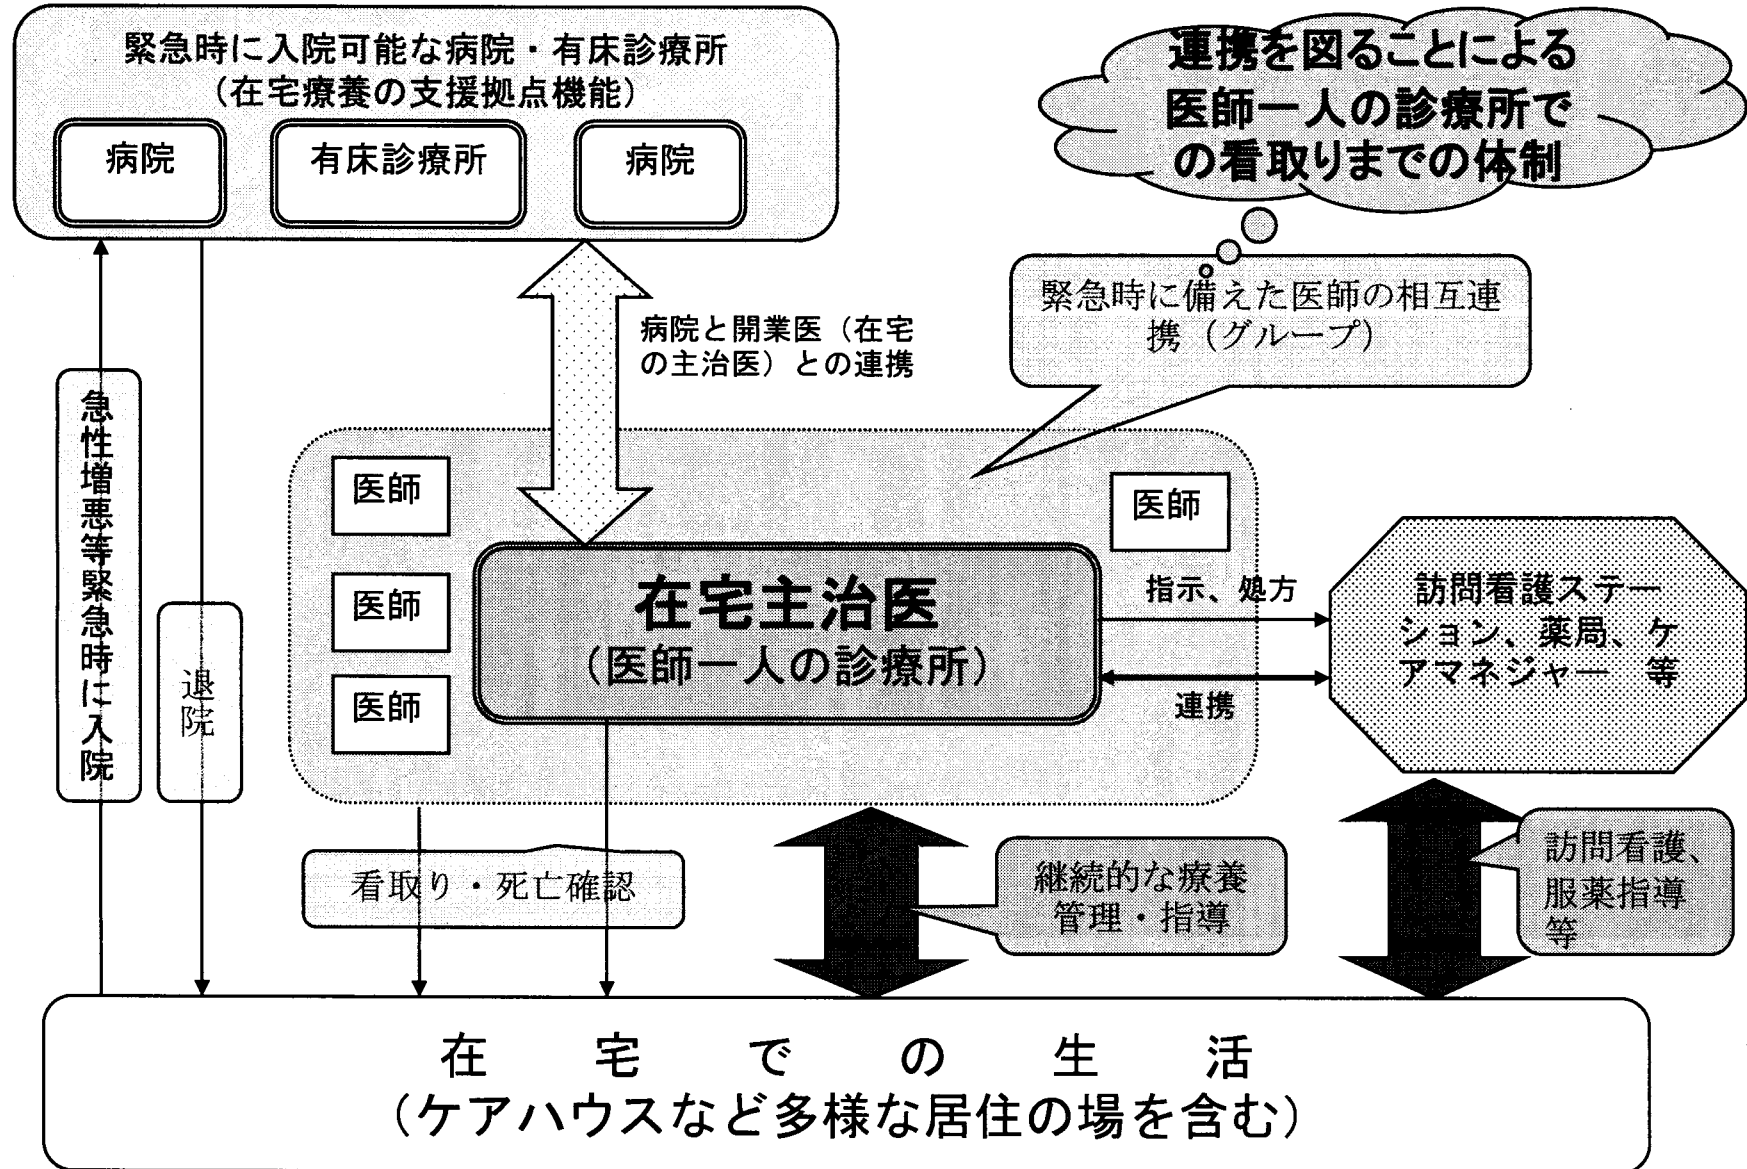 緊急時に入院可能な病院・有床診療所
（在宅療養の支援拠点機能）
病院
有床診療所
病院
連携を図ることによる
医師一人の診療所で
の看取りまでの体制
緊急時に備えた医師の相互連
携（グループ）
病院と開業医（在宅
の主治医）との連携
急性増悪等緊急時に入院
退院
医師
医師
医師
医師
在宅主治医
（医師一人の診療所）
指示、処方
連携
訪問看護ステー
ション、薬局、ケ
アマネジャー　等
看取り・死亡確認
継続的な療養
管理・指導
訪問看護、
服薬指導
等
在　宅　で　の　生　活
（ケアハウスなど多様な居住の場を含む）